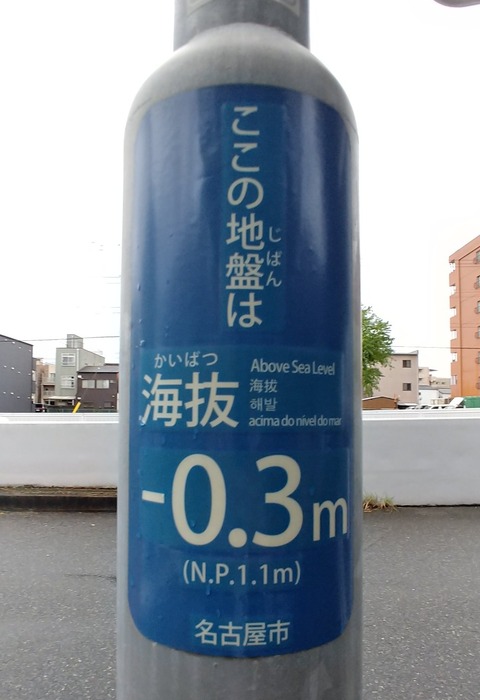 ここの地盤は
じばん
かいばつ
海抜
Above Sea Level
海拔
해발
acima do nivel do mar
-0.3m
(N.P.1.1m)
名古屋市